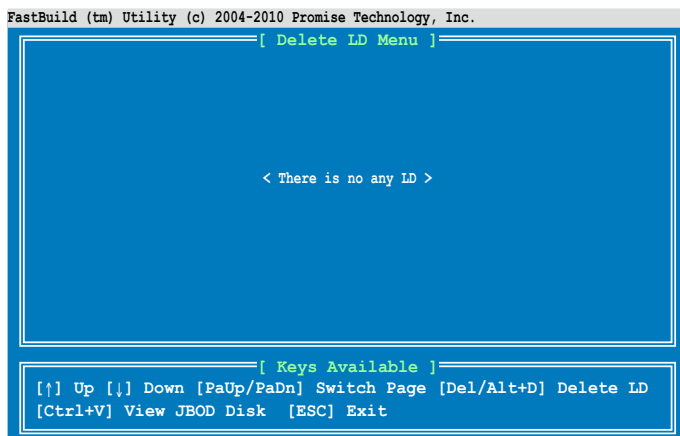 FastBuild (tm) Utility (c) 2004-2010 Promise Technology, Inc.
[ Delete LD Menu ]
< There is no any LD >
[ Keys Available ]
[↑] Up [↓] Down [PaUp/PaDn] Switch Page [Del/Alt+D] Delete LD
[Ctrl+V] View JBOD Disk [ESC] Exit